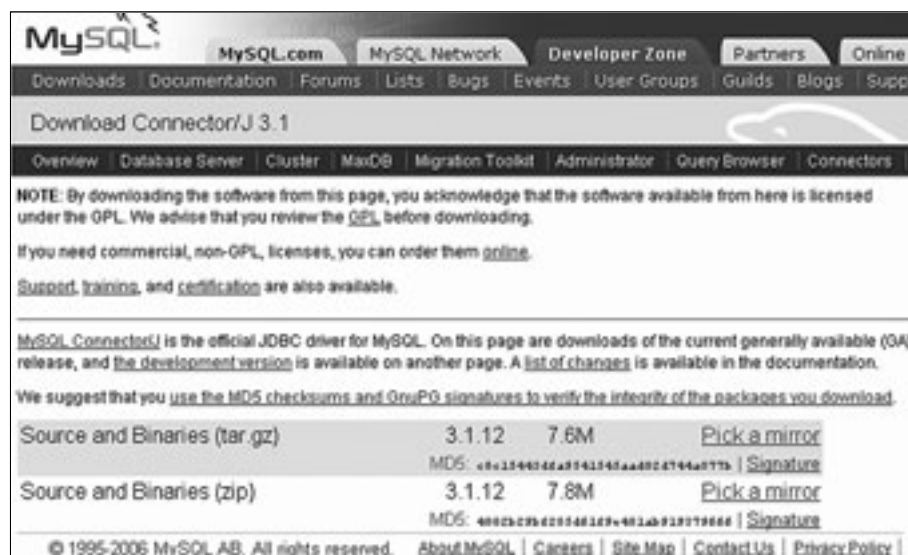 MySQL.
MySQL.com MySQL Network Developer Zone Partners Online
Downloads Documentation Forums Lists Bugs Events User Groups Guilds Blogs Supp
Download Connector/J 3.1
Overview Database Server Cluster MaxDB Migration Toolkit Administrator Query Browser Connectors
NOTE: By downloading the software from this page, you acknowledge that the software available from here is licensed
under the GPL. We advise that you review the GPL before downloading.
If you need commercial, non-GPL, licenses, you can order them online.
Support, training, and certification are also available.
MySQL Connector/J is the official JDBC driver for MySQL. On this page are downloads of the current generally available (GA)
release, and the development version is available on another page. A list of changes is available in the documentation.
We suggest that you use the MD5 checksums and GnuPG signatures to verify the integrity of the packages you download.
Source and Binaries (tar.gz) 3.1.12 7.6M Pick a mirror
MD5: | Signature
Source and Binaries (zip) 3.1.12 7.8M Pick a mirror
MD5: | Signature
© 1995-2006 MySQL AB. All rights reserved. About MySQL | Careers | Site Map | Contact Us | Privacy Policy |